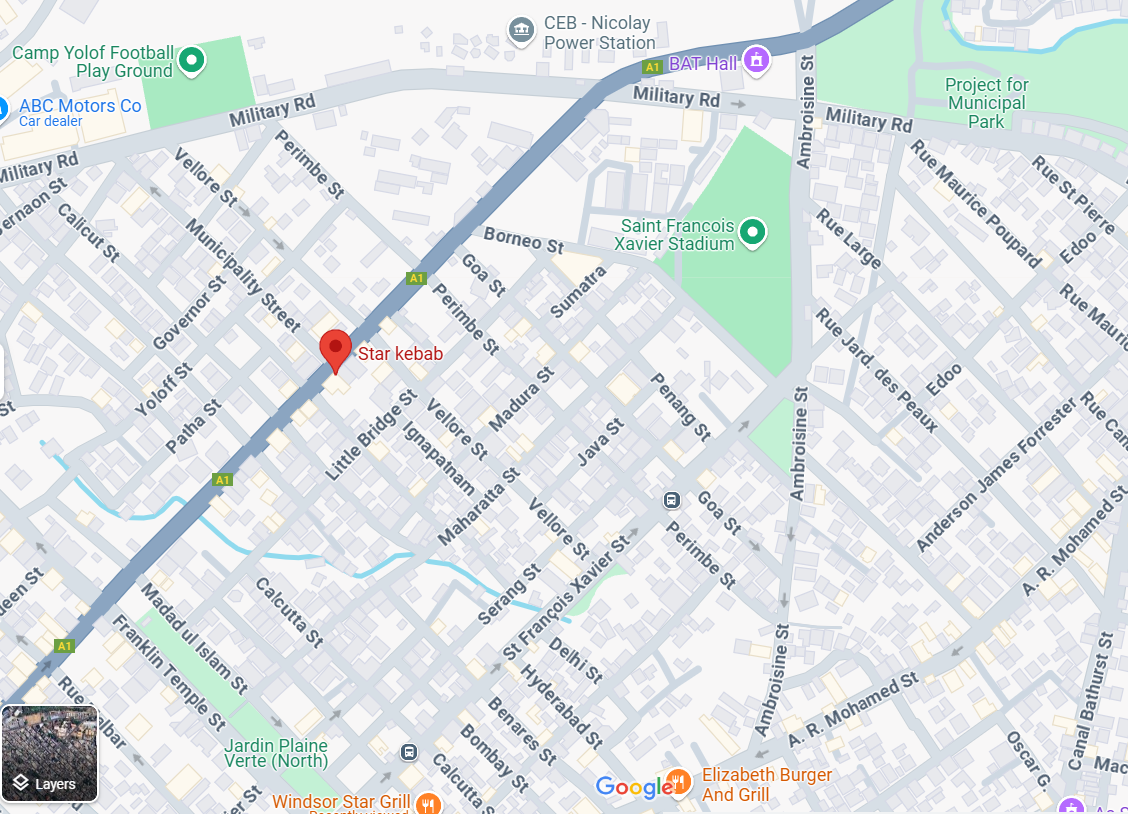 CEB - Nicolay
Power Station
Camp Yolof Football
Play Ground
A1
BAT Hall
Ambroisine St
Project for
Municipal
Park
ABC Motors Co
Car dealer
Military Rd
Military Rd
Military Rd
Military Rd
Vellore St
Perimbe St
Rue Maurice Poupard
Rue St Pierre
Calicut St
Municipality Street
Saint Francois
Xavier Stadium
Rue Large
Edoo
Borneo St
Goa St
Sumatra
A1
Perimbe St
Governor St
Rue Jard. des Peaux
Star kebab
Yoloff St
Patha St
St
Little Bridge St
Vellore St
Ignapatnam
Madura St
Penang St
Java St
Edoo
Ambroisine St
Anderson James Forrester
A1
Maharatta St
Vellore St
Goa St
Perimbe St
A. R. Mohamed St
Serang St
St François Xavier St
Calcutta St
Madad ul Islam St
Franklin Temple St
A1
Delhi St
Hyderabad St
Benares St
Bombay St
Calcutta S
Ambroisine St
A. R. Mohamed St
Canal Bathurst St
Oscar G
Jardin Plaine
Verte (North)
Layers
Windsor Star Grill
Recently viewed
Google
Elizabeth Burger
And Grill